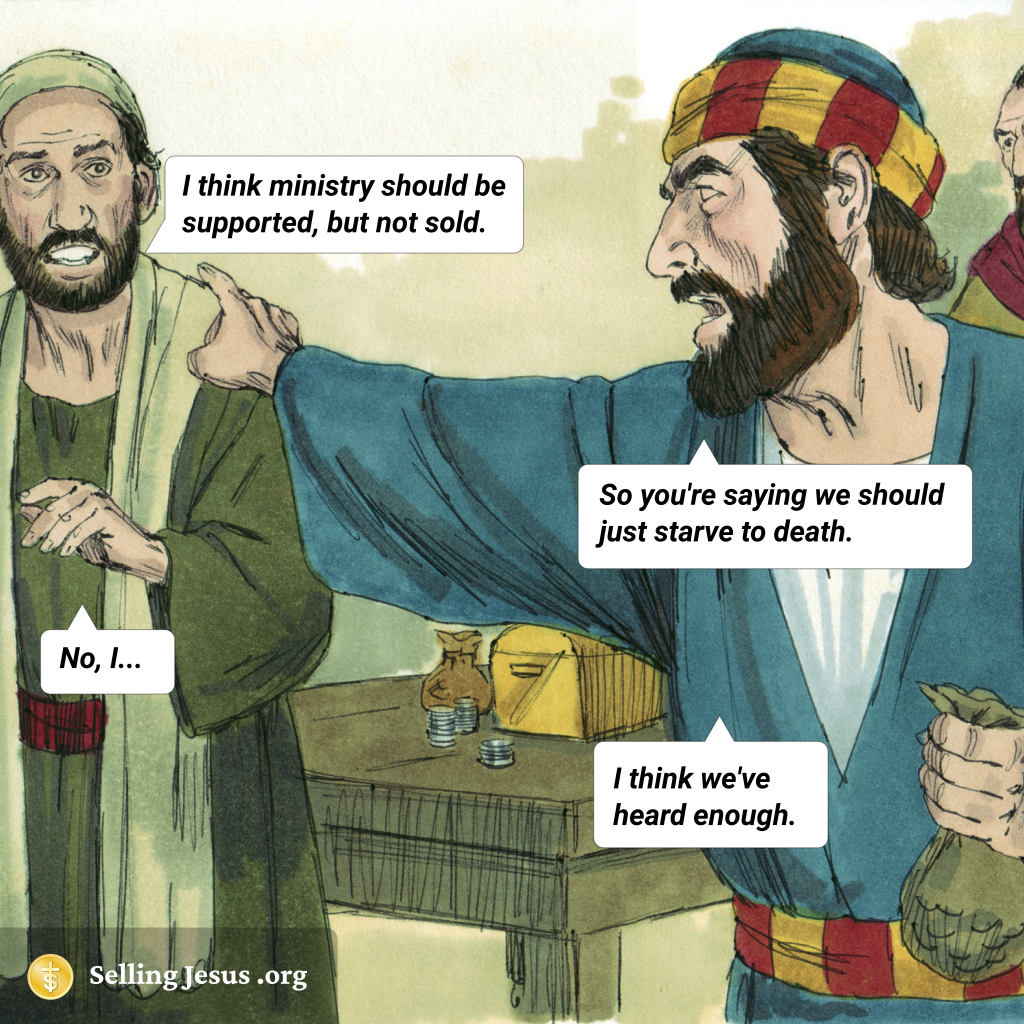 I think ministry should be
supported, but not sold.
So you're saying we should
just starve to death.
No, I...
I think we've
heard enough.
Selling Jesus .org